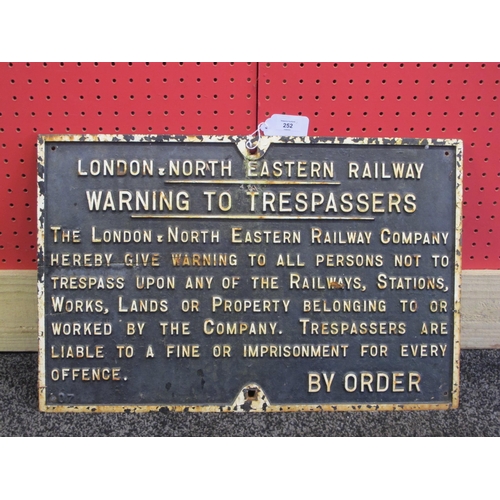 252
LONDON & NORTH EASTERN RAILWAY
WARNING TO TRESPASSERS
THE LONDON & NORTH EASTERN RAILWAY COMPANY
HEREBY GIVE WARNING TO ALL PERSONS NOT TO
TRESPASS UPON ANY OF THE RAILWAYS, STATIONS,
WORKS, LANDS OR PROPERTY BELONGING TO OR
WORKED BY THE COMPANY. TRESPASSERS ARE
LIABLE TO A FINE OR IMPRISONMENT FOR EVERY
OFFENCE.
BY ORDER